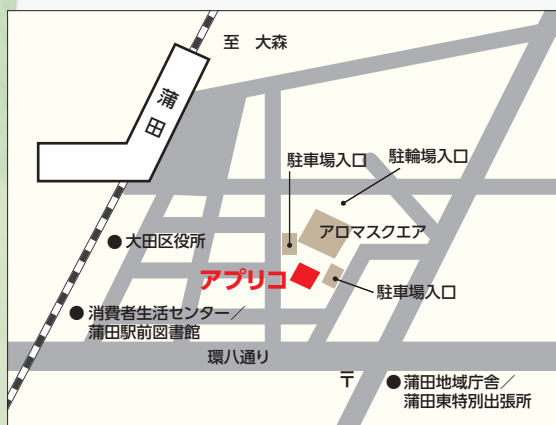 至 大森
蒲田
駐車場入口
駐輪場入口
アロマスクエア
● 大田区役所
アプリコ
駐車場入口
● 消費者生活センター／
蒲田駅前図書館
環八通り
〒
● 蒲田地域庁舎／
蒲田東特別出張所